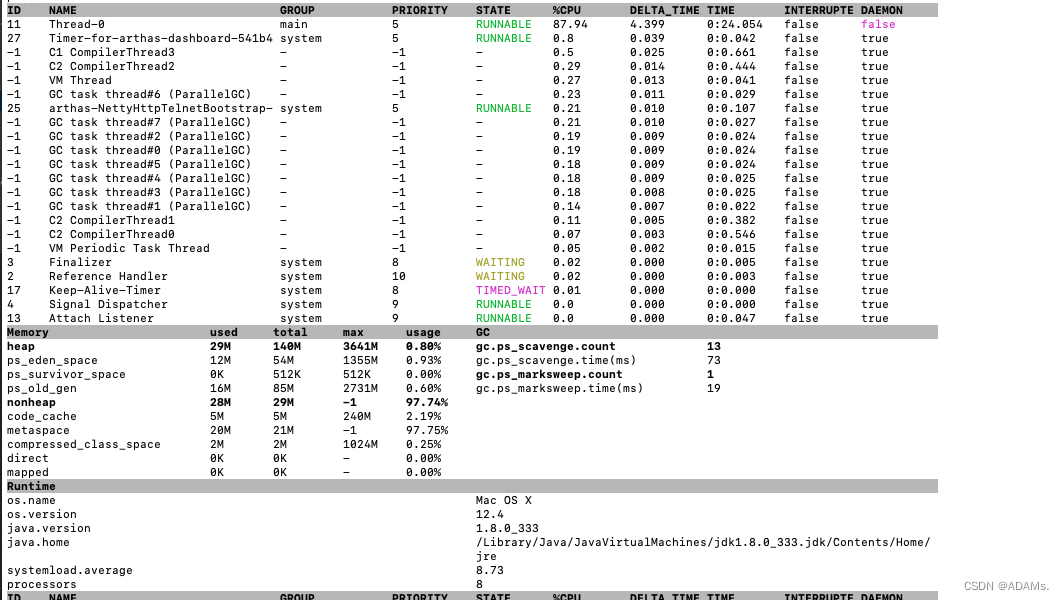 ID NAME GROUP PRIORITY STATE %CPU DELTA_TIME TIME INTERRUPTE DAEMON
11 Thread-0 main 5 RUNNABLE 87.94 4.399 0:24.054 false false
27 Timer-for-arthas-dashboard-541b4 system 5 RUNNABLE 0.8 0.039 0:0.042 false true
-1 C1 CompilerThread3 - -1 - 0.5 0.025 0:0.661 false true
-1 C2 CompilerThread2 - -1 - 0.29 0.014 0:0.444 false true
-1 VM Thread - -1 - 0.27 0.013 0:0.041 false true
-1 GC task thread#6 (ParallelGC) - -1 - 0.23 0.011 0:0.029 false true
25 arthas-NettyHttpTelnetBootstrap- system 5 RUNNABLE 0.21 0.010 0:0.107 false true
-1 GC task thread#7 (ParallelGC) - -1 - 0.21 0.010 0:0.027 false true
-1 GC task thread#2 (ParallelGC) - -1 - 0.19 0.009 0:0.024 false true
-1 GC task thread#0 (ParallelGC) - -1 - 0.19 0.009 0:0.024 false true
-1 GC task thread#5 (ParallelGC) - -1 - 0.18 0.009 0:0.024 false true
-1 GC task thread#4 (ParallelGC) - -1 - 0.18 0.009 0:0.025 false true
-1 GC task thread#3 (ParallelGC) - -1 - 0.18 0.008 0:0.025 false true
-1 GC task thread#1 (ParallelGC) - -1 - 0.14 0.007 0:0.022 false true
-1 C2 CompilerThread1 - -1 - 0.11 0.005 0:0.382 false true
-1 C2 CompilerThread0 - -1 - 0.07 0.003 0:0.546 false true
-1 VM Periodic Task Thread - -1 - 0.05 0.002 0:0.015 false true
3 Finalizer system 8 WAITING 0.02 0.000 0:0.005 false true
2 Reference Handler system 10 WAITING 0.02 0.000 0:0.003 false true
17 Keep-Alive-Timer system 8 TIMED_WAIT 0.01 0.000 0:0.000 false true
4 Signal Dispatcher system 9 RUNNABLE 0.0 0.000 0:0.000 false true
13 Attach Listener system 9 RUNNABLE 0.0 0.000 0:0.047 false true
Memory used total max usage GC
heap 29M 140M 3641M 0.80% gc.ps_scavenge.count 13
ps_eden_space 12M 54M 1355M 0.93% gc.ps_scavenge.time(ms) 73
ps_survivor_space 0K 512K 512K 0.00% gc.ps_marksweep.count 1
ps_old_gen 16M 85M 2731M 0.60% gc.ps_marksweep.time(ms) 19
nonheap 28M 29M -1 97.74%
code_cache 5M 5M 240M 2.19%
metaspace 20M 21M -1 97.75%
compressed_class_space 2M 2M 1024M 0.25%
direct 0K 0K - 0.00%
mapped 0K 0K - 0.00%
Runtime
os.name Mac OS X
os.version 12.4
java.version 1.8.0_333
java.home /Library/Java/JavaVirtualMachines/jdk1.8.0_333.jdk/Contents/Home/
jre
systemload.average 8.73
processors 8
ID NAME GROUP PRIORITY STATE %CPU DELTA_TIME TIME INTERRUPTE DAEMON
CSDN @ADAMs.